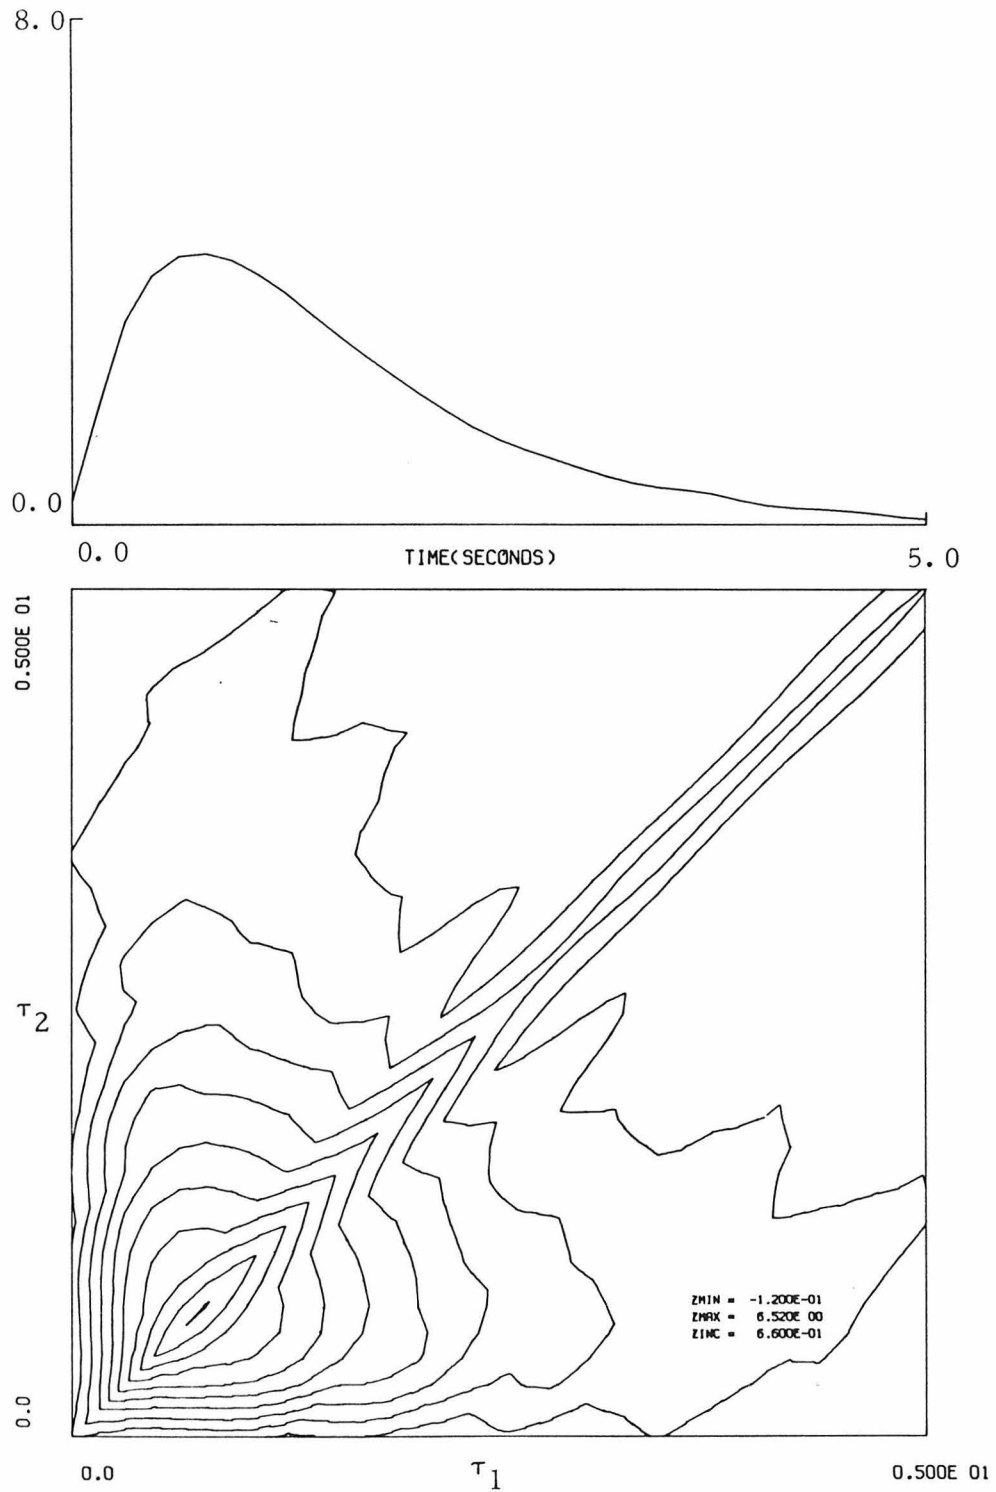 8.0
0.0
0.0 TIME(SECONDS) 5.0
0.500E 01
τ2
ZMIN = -1.200E-01
ZMAX = 6.520E 00
ZINC = 6.600E-01
0.0
0.0 τ1 0.500E 01